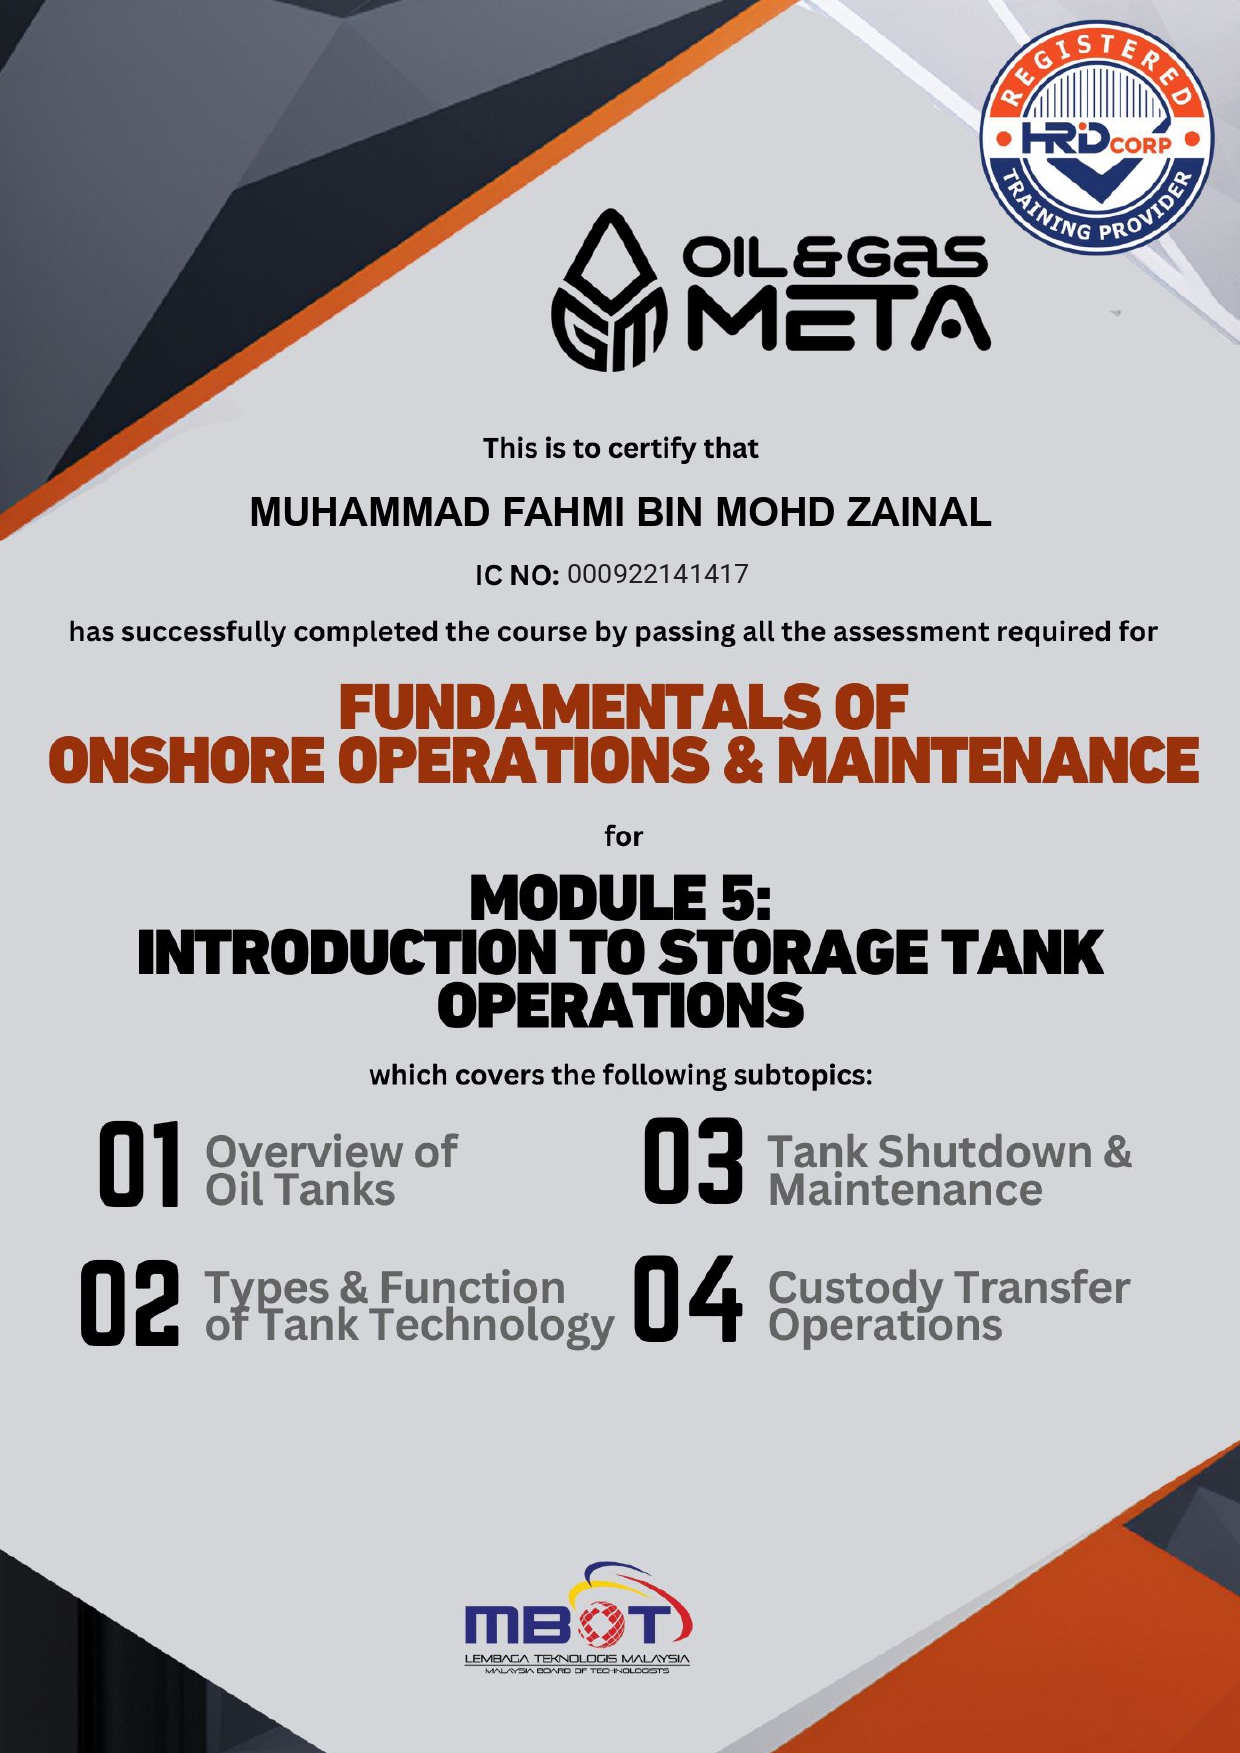 REGISTERED
HRD CORP
TRAINING PROVIDER
OIL&GAS
META
This is to certify that
MUHAMMAD FAHMI BIN MOHD ZAINAL
IC NO: 000922141417
has successfully completed the course by passing all the assessment required for
FUNDAMENTALS OF
ONSHORE OPERATIONS & MAINTENANCE
for
MODULE 5:
INTRODUCTION TO STORAGE TANK
OPERATIONS
which covers the following subtopics:
01 Overview of
Oil Tanks
02 Types & Function
of Tank Technology
03 Tank Shutdown &
Maintenance
04 Custody Transfer
Operations
MBOT
LEMBAGA TEKNOLOGIS MALAYSIA
MALAYSIA BOARD OF TECHNOLOGISTS